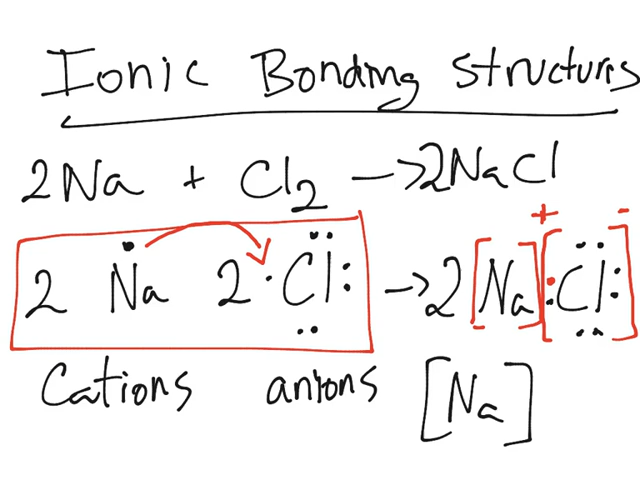 Ionic Bonding structures
2Na + Cl₂ → 2NaCl
2 Na 2 Cl → 2[Na]⁺[Cl]⁻
Cations anions [Na]